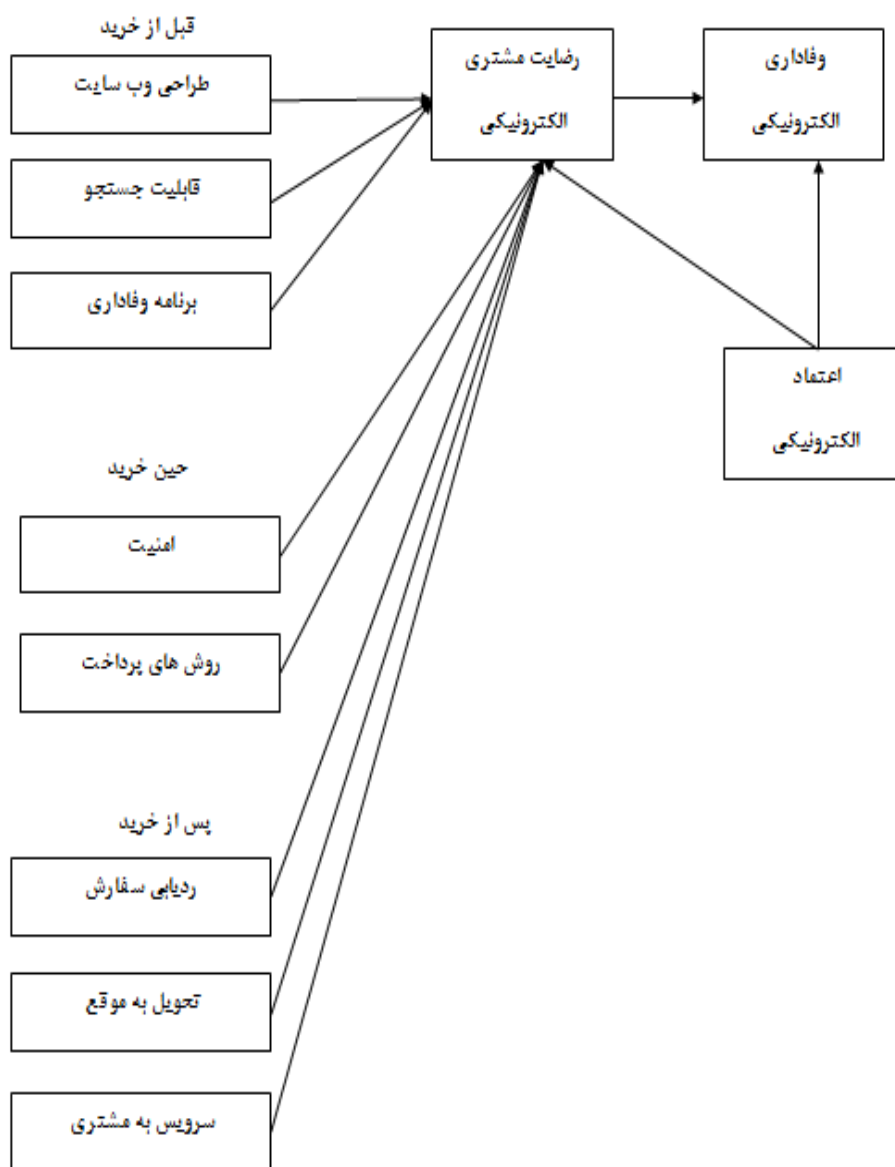 قبل از خرید
طراحی وب سایت
قابلیت جستجو
برنامه وفاداری
حین خرید
امنیت
روش های پرداخت
پس از خرید
ردیابی سفارش
تحویل به موقع
سرویس به مشتری
رضایت مشتری
الکترونیکی
وفاداری
الکترونیکی
اعتماد
الکترونیکی